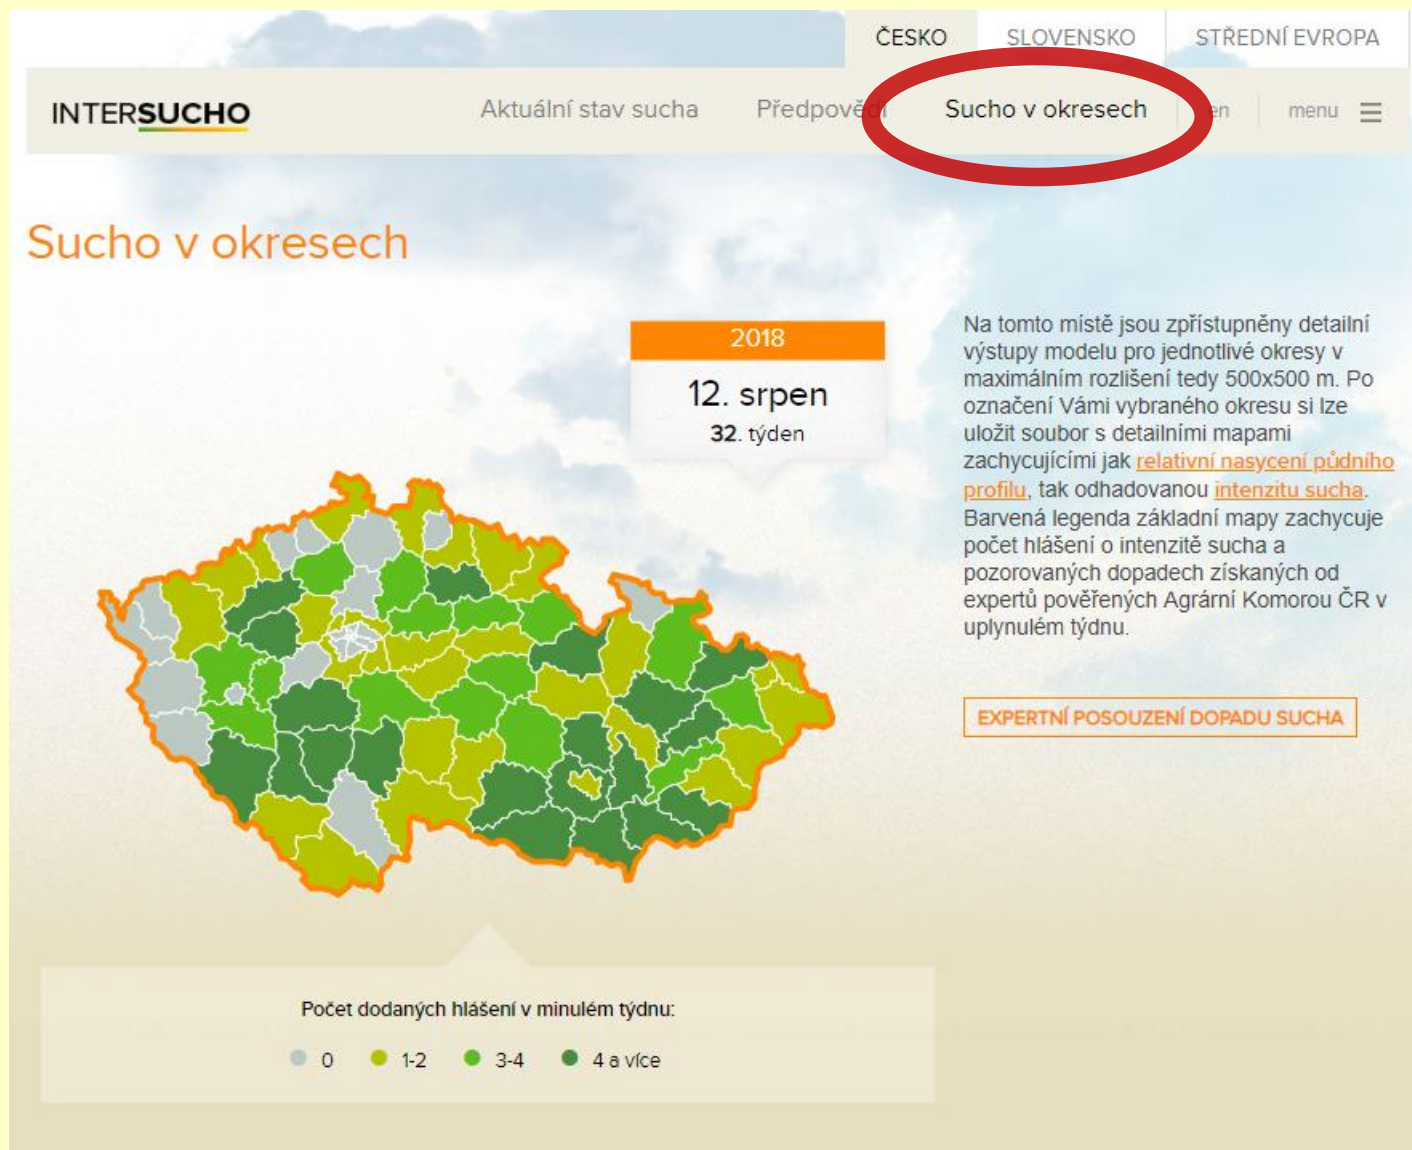 ČESKO SLOVENSKO STŘEDNÍ EVROPA
INTERSUCHO Aktuální stav sucha Předpovědi Sucho v okresech en menu
Sucho v okresech
2018
12. srpen
32. týden
Na tomto místě jsou zpřístupněny detailní
výstupy modelu pro jednotlivé okresy v
maximálním rozlišení tedy 500x500 m. Po
označení Vámi vybraného okresu si lze
uložit soubor s detailními mapami
zachycujícími jak relativní nasycení půdního
profilu, tak odhadovanou intenzitu sucha.
Barvená legenda základní mapy zachycuje
počet hlášení o intenzitě sucha a
pozorovaných dopadech získaných od
expertů pověřených Agrární Komorou ČR v
uplynulém týdnu.
EXPERTNÍ POSOUZENÍ DOPADU SUCHA
Počet dodaných hlášení v minulém týdnu:
0 1-2 3-4 4 a více